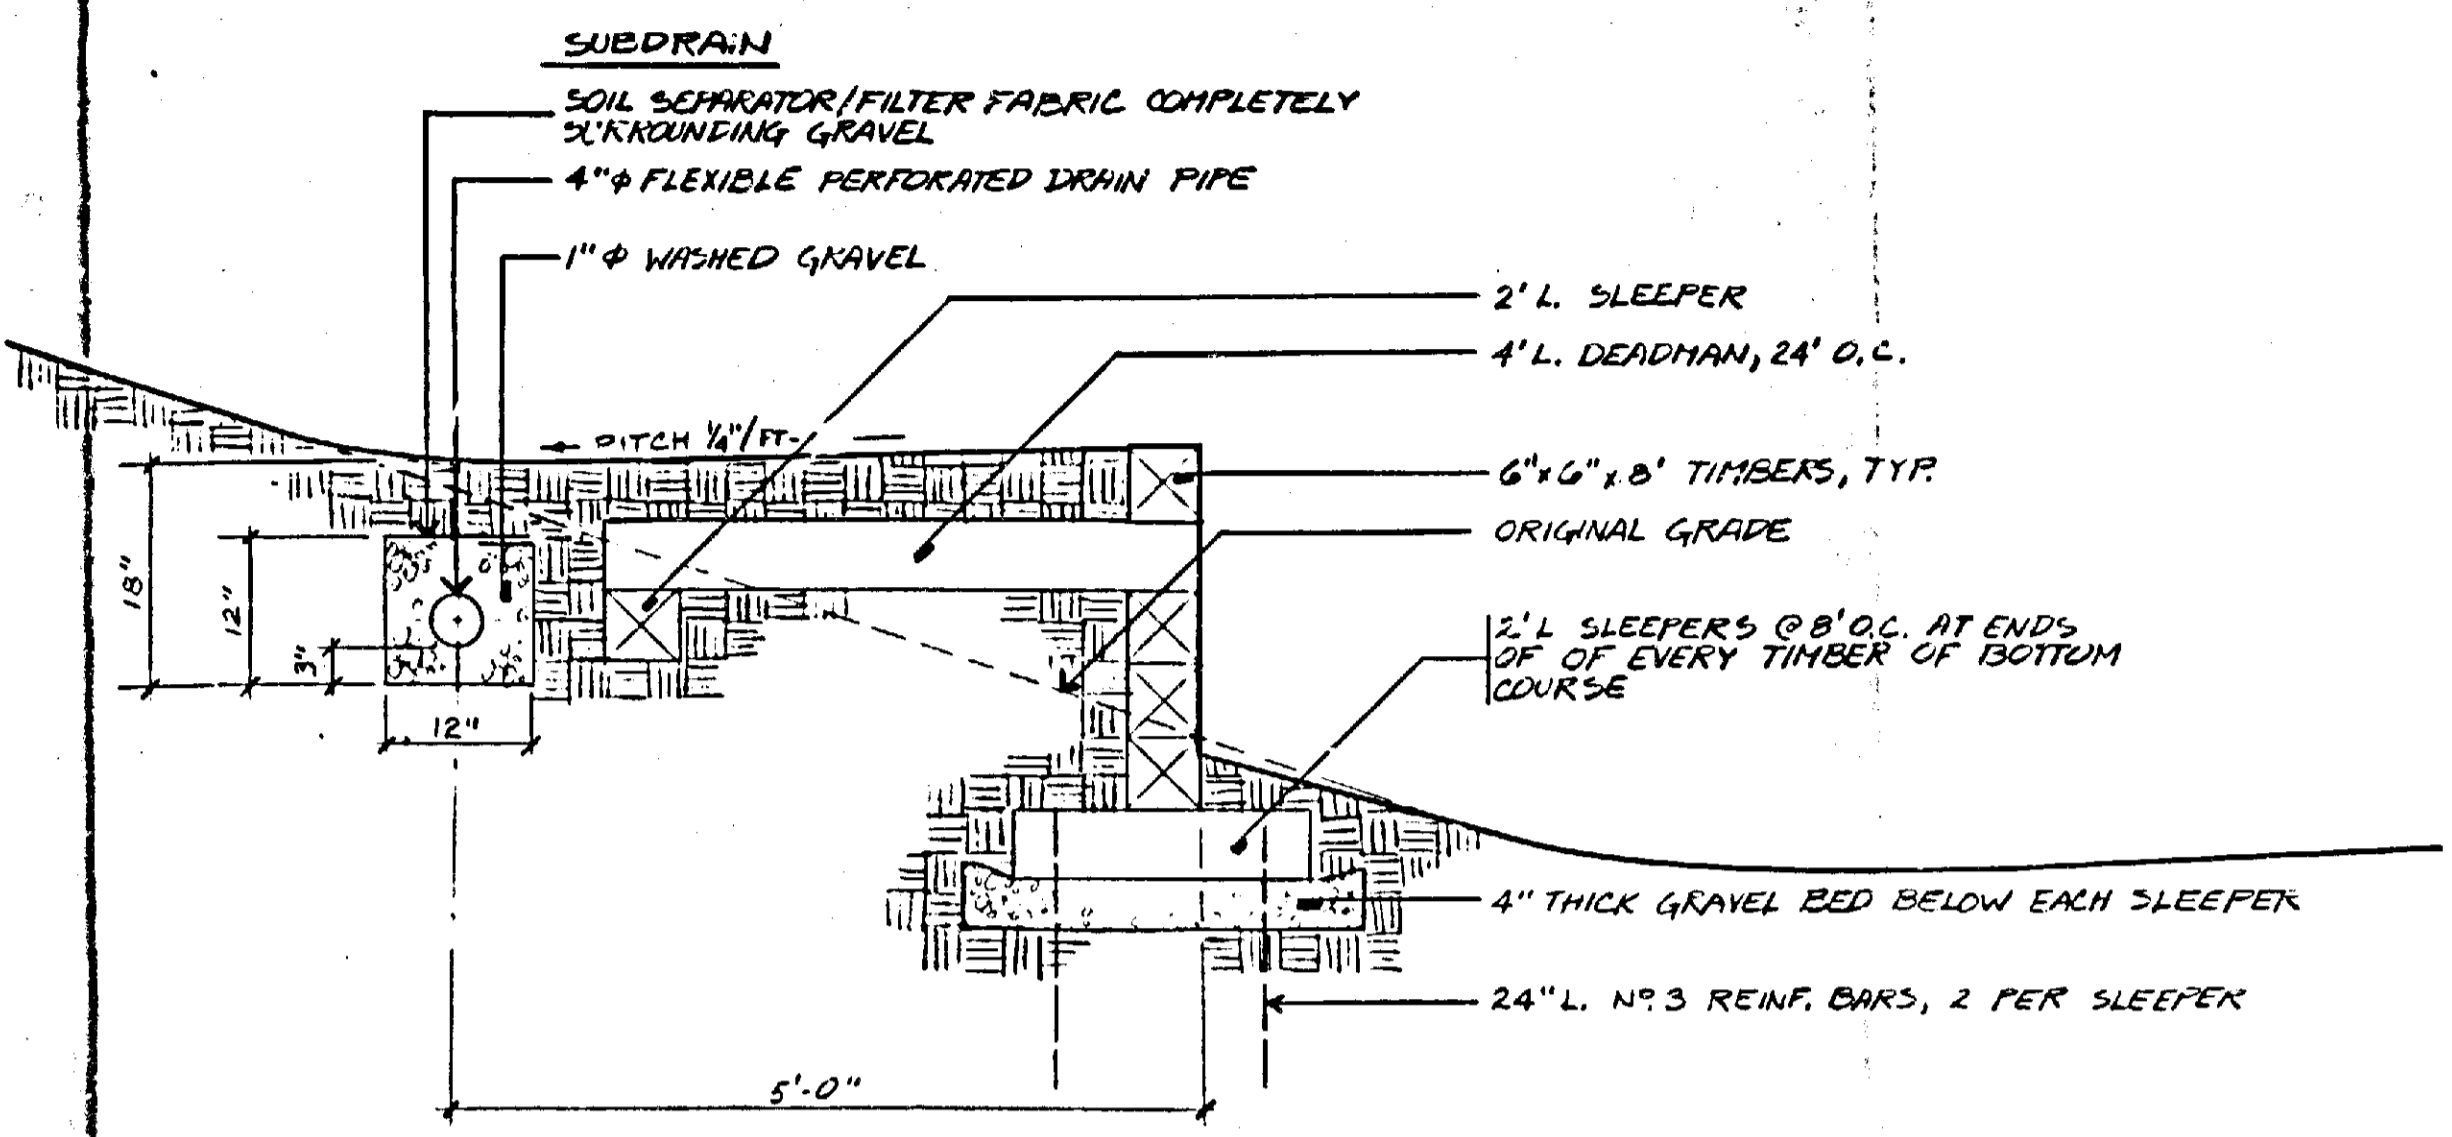 SUBDRAIN
SOIL SEPARATOR/FILTER FABRIC COMPLETELY
SURROUNDING GRAVEL
4"φ FLEXIBLE PERFORATED DRAIN PIPE
1"φ WASHED GRAVEL
2' L. SLEEPER
4' L. DEADMAN, 24' O.C.
← PITCH 1/4"/FT.
6"x6"x8' TIMBERS, TYP.
ORIGINAL GRADE
18"
12"
3"
12"
2'L SLEEPERS @ 8' O.C. AT ENDS
OF OF EVERY TIMBER OF BOTTOM
COURSE
4" THICK GRAVEL BED BELOW EACH SLEEPER
24" L. Nº 3 REINF. BARS, 2 PER SLEEPER
5'-0"